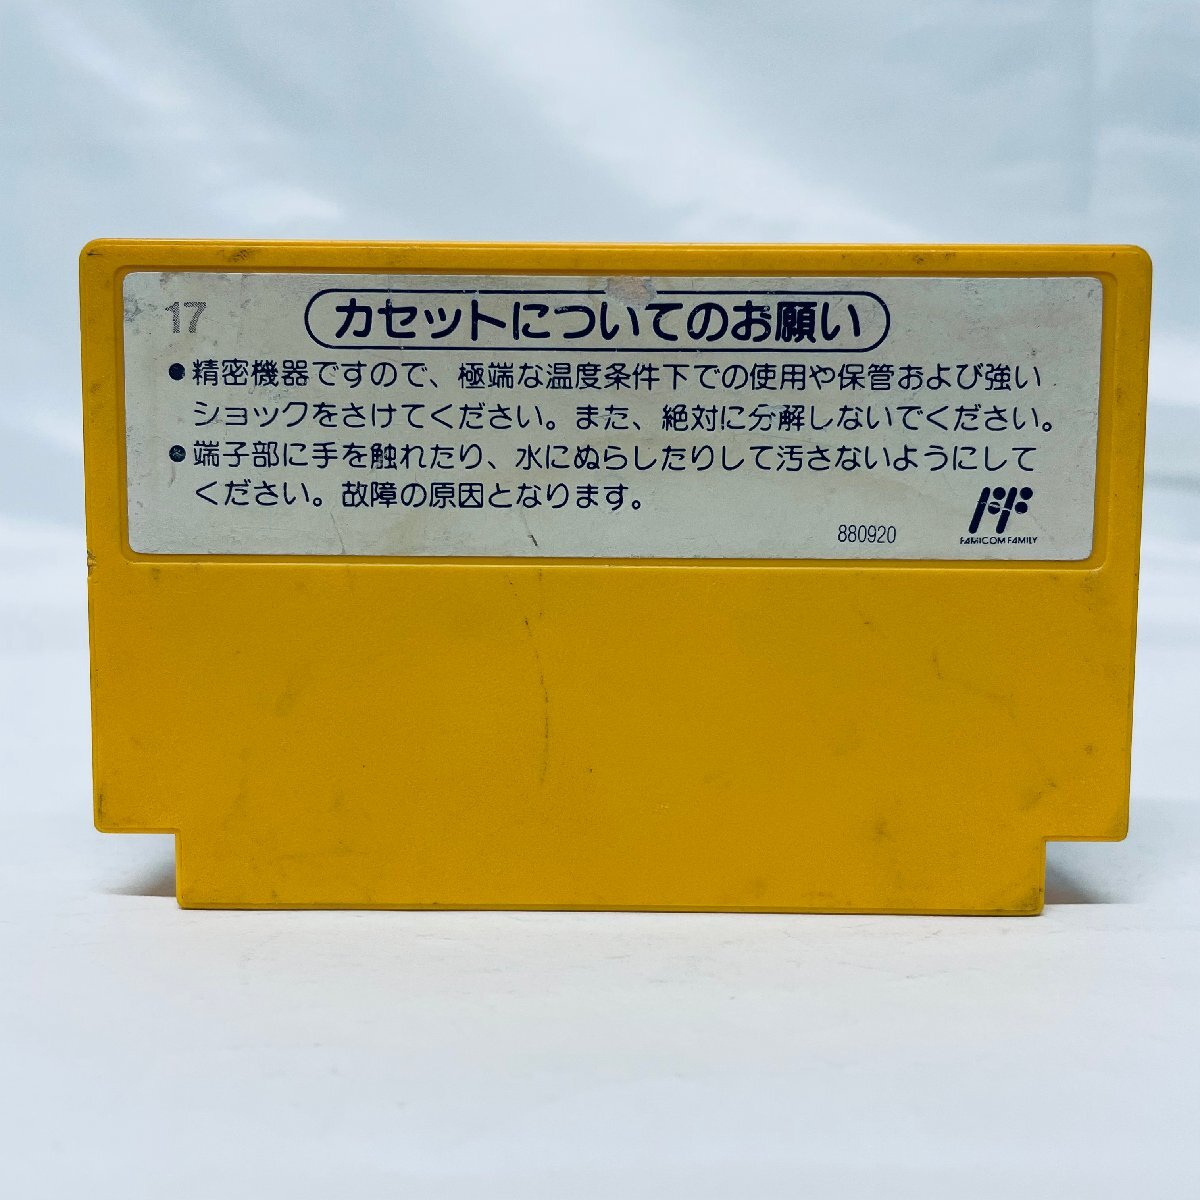 17
カセットについてのお願い
●精密機器ですので、極端な温度条件下での使用や保管および強い
ショックをさけてください。また、絶対に分解しないでください。
●端子部に手を触れたり、水にぬらしたりして汚さないようにして
ください。故障の原因となります。
880920
FF
FAMICOM FAMILY